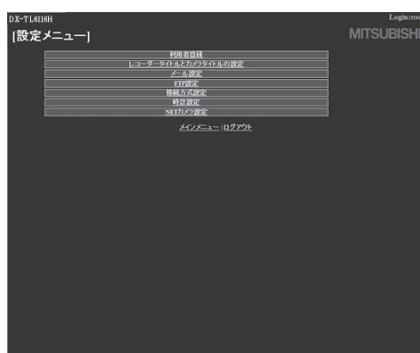 DX-TL6116H
Login:roo
[設定メニュー]
MITSUBISHI
利用者登録
レコーダータイトルとカメラタイトルの設定
メール設定
FTP設定
接続方式設定
時計設定
NETカメラ設定
メインメニュー | ログアウト